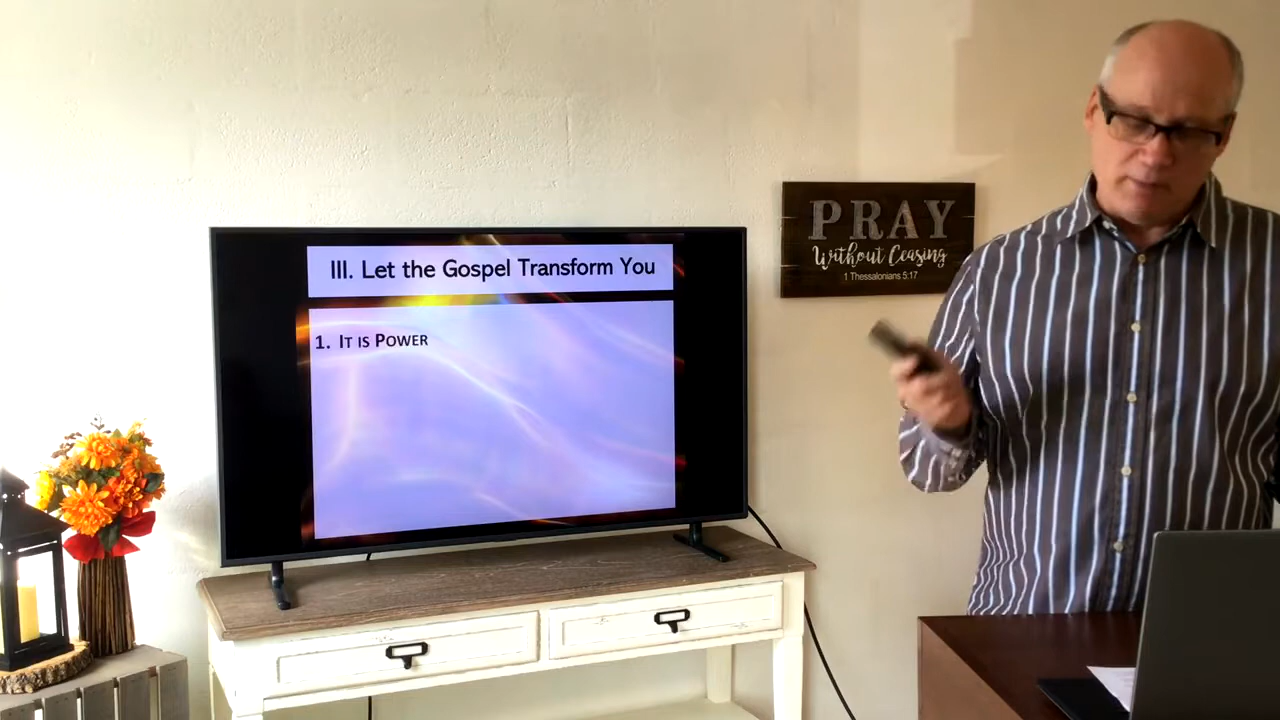 III. Let the Gospel Transform You
1. It is Power
PRAY
Without Ceasing
1 Thessalonians 5:17